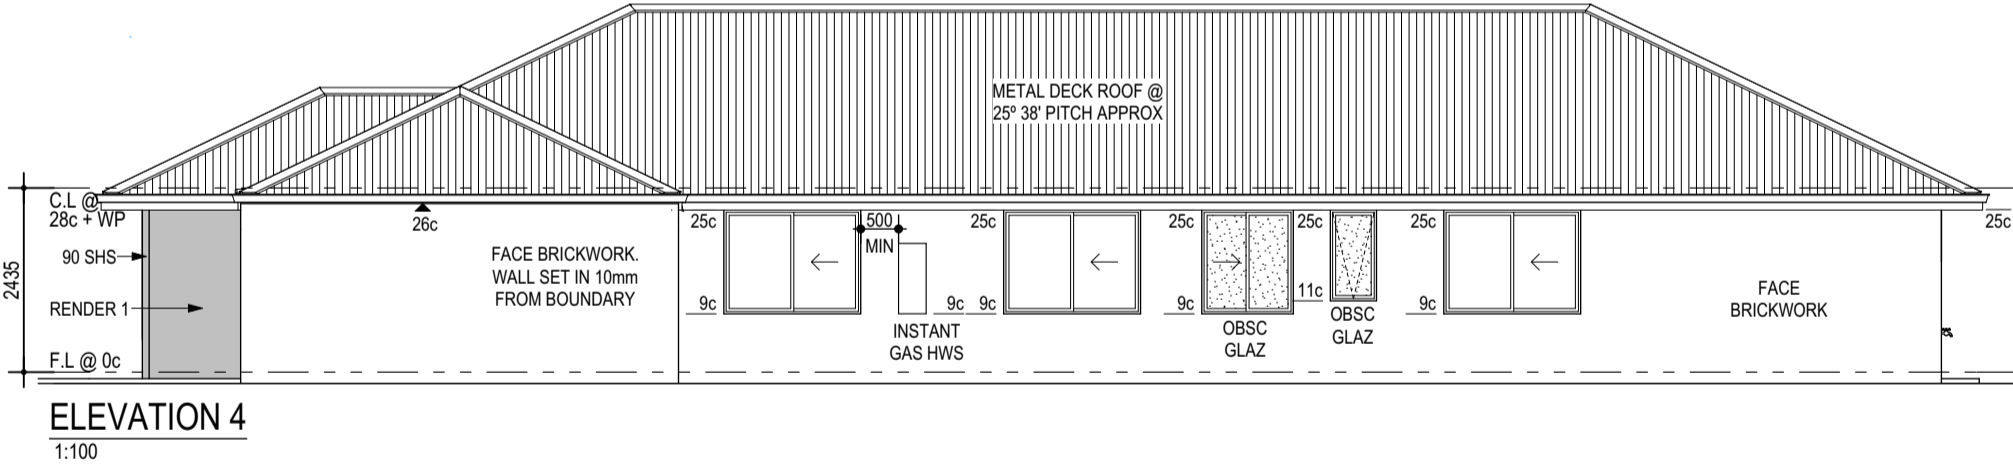 METAL DECK ROOF @
25º 38' PITCH APPROX
C.L @
28c + WP
90 SHS
RENDER 1
F.L @ 0c
2435
26c
FACE BRICKWORK.
WALL SET IN 10mm
FROM BOUNDARY
25c
9c
500
MIN
INSTANT
GAS HWS
9c
9c
25c
25c
9c
OBSC
GLAZ
25c
11c
OBSC
GLAZ
25c
9c
FACE
BRICKWORK
25c
ELEVATION 4
1:100